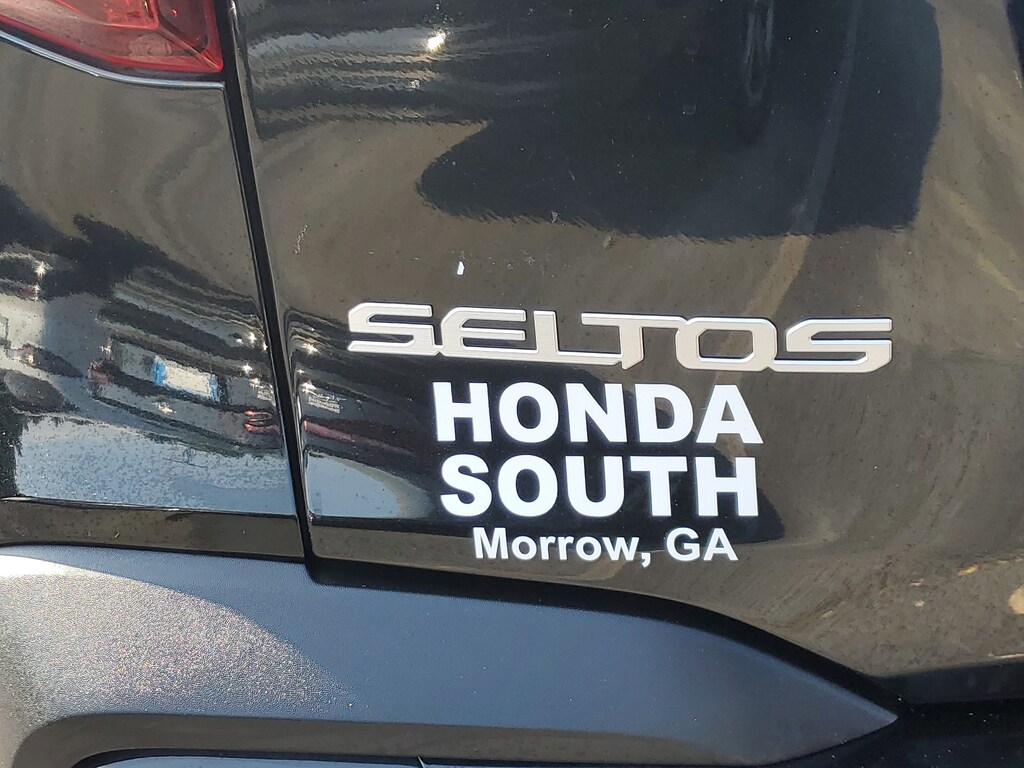 SELTOS
HONDA
SOUTH
Morrow, GA